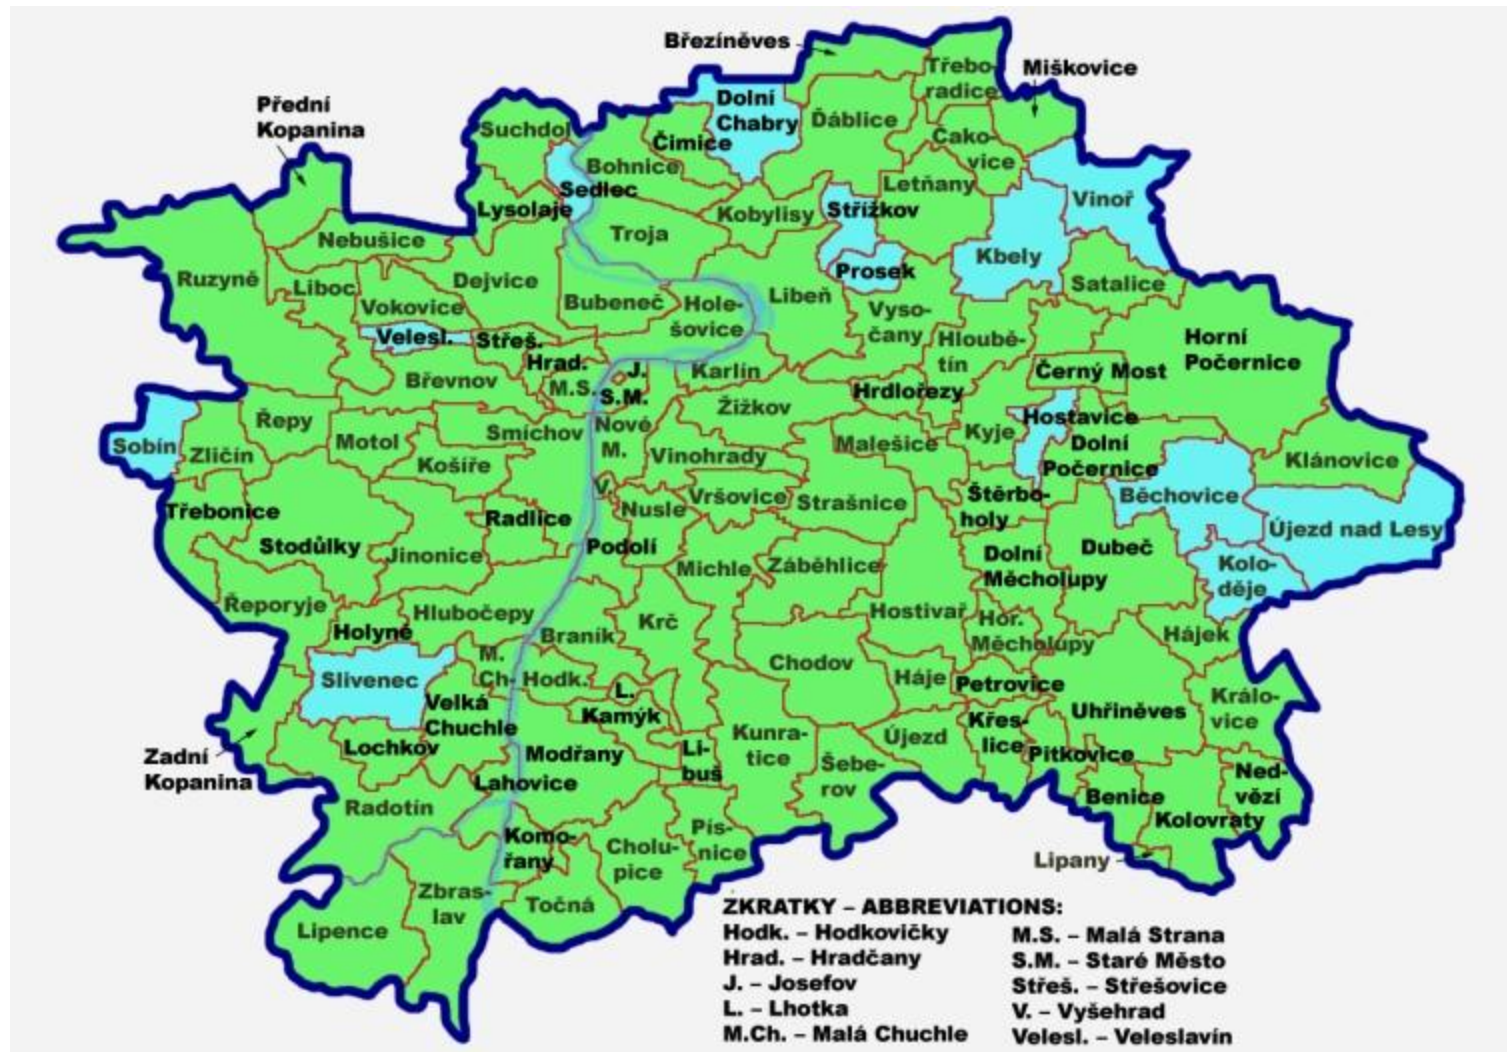 Březíněves
Třebo-
radice
Miškovice
Přední
Kopanina
Dolní
Chabry
Suchdol
Čimice
Ďáblice
Čako-
vice
Bohnice
Sedlec
Letňany
Vinoř
Lysolaje
Kobylisy
Střížkov
Nebušice
Troja
Kbely
Ruzyně
Liboc
Dejvice
Prosek
Satalice
Vokovice
Bubeneč
Hole-
šovice
Libeň
Vyso-
čany
Velesl.
Střeš.
Hloubě-
tín
Horní
Počernice
Hrad.
J.
Břevnov
M.S.
S.M.
Karlín
Černý Most
Hrdlořezy
Řepy
Žižkov
Hostavice
Sobín
Zličín
Motol
Smíchov
Nové
M.
Malešice
Kyje
Dolní
Počernice
Košíře
Vinohrady
Klánovice
V.
Vršovice
Štěrbo-
holy
Běchovice
Třebonice
Radlice
Nusle
Strašnice
Újezd nad Lesy
Stodůlky
Jinonice
Podolí
Dolní
Měcholupy
Dubeč
Michle
Záběhlice
Kolo-
děje
Řeporyje
Hlubočepy
Krč
Hostivař
Hor.
Měcholupy
Holyně
Braník
Hájek
M.
Ch.
Hodk.
Chodov
Slivenec
L.
Háje
Petrovice
Králo-
vice
Velká
Chuchle
Kamýk
Uhříněves
Lochkov
Modřany
Li-
buš
Kunra-
tice
Újezd
Křes-
lice
Pitkovice
Zadní
Kopanina
Lahovice
Šebe-
rov
Ned-
vězí
Radotín
Benice
Komo-
řany
Kolovraty
Cholu-
pice
Pís-
nice
Lipany
Zbras-
lav
Točná
Lipence
ZKRATKY – ABBREVIATIONS:
Hodk. – Hodkovičky
Hrad. – Hradčany
J. – Josefov
L. – Lhotka
M.Ch. – Malá Chuchle
M.S. – Malá Strana
S.M. – Staré Město
Střeš. – Střešovice
V. – Vyšehrad
Velesl. – Veleslavín